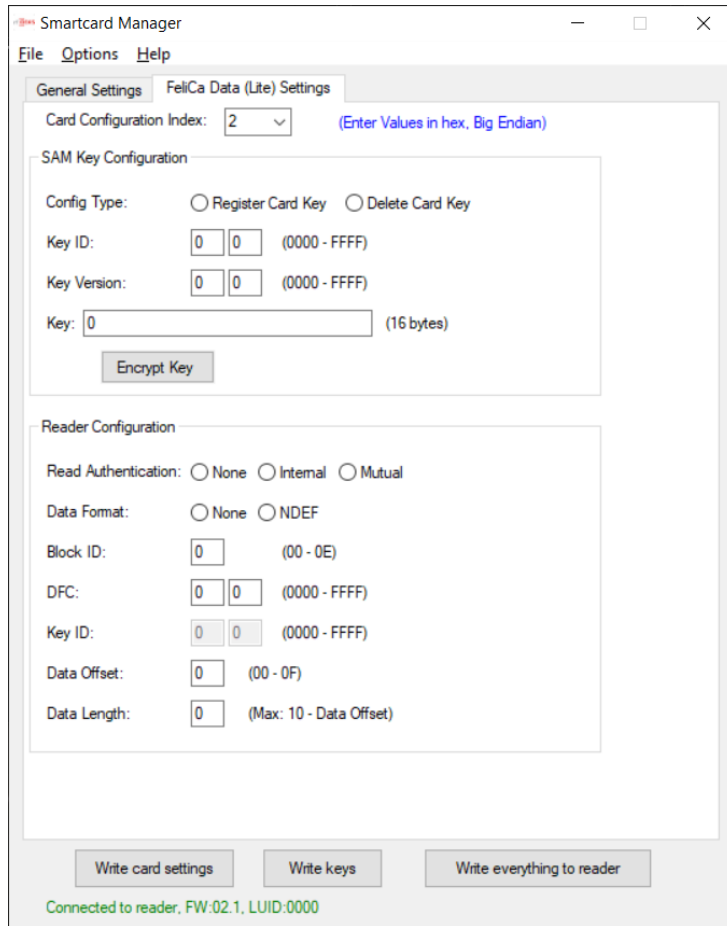 Smartcard Manager
File Options Help
General Settings FeliCa Data (Lite) Settings
Card Configuration Index: 2 (Enter Values in hex, Big Endian)
SAM Key Configuration
Config Type: Register Card Key Delete Card Key
Key ID: 0 0 (0000 - FFFF)
Key Version: 0 0 (0000 - FFFF)
Key: 0 (16 bytes)
Encrypt Key
Reader Configuration
Read Authentication: None Internal Mutual
Data Format: None NDEF
Block ID: 0 (00 - 0E)
DFC: 0 0 (0000 - FFFF)
Key ID: 0 0 (0000 - FFFF)
Data Offset: 0 (00 - 0F)
Data Length: 0 (Max: 10 - Data Offset)
Write card settings Write keys Write everything to reader
Connected to reader, FW:02.1, LUID:0000